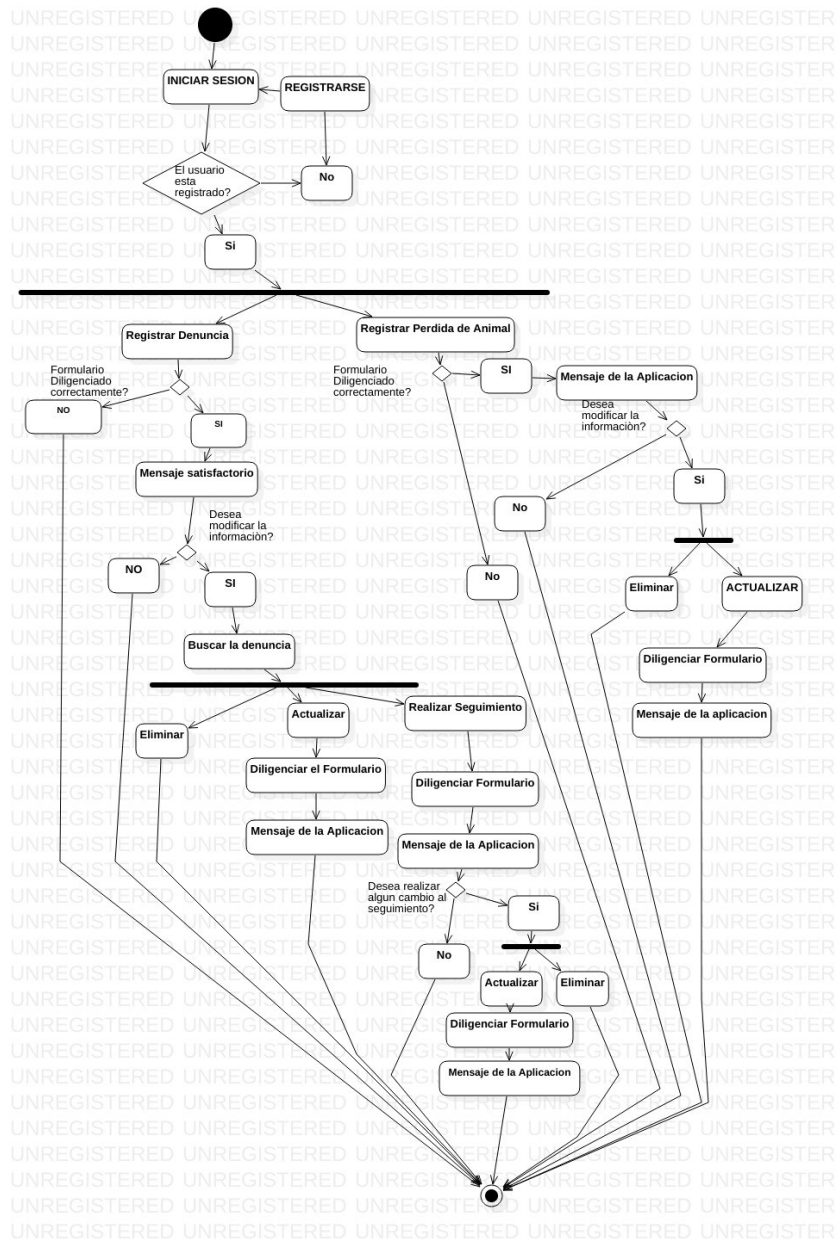 INICIAR SESION
REGISTRARSE
El usuario
esta
registrado?
No
Si
Registrar Denuncia
Registrar Perdida de Animal
Formulario
Diligenciado
correctamente?
Formulario
Diligenciado
correctamente?
SI
Mensaje de la Aplicacion
NO
SI
Desea
modificar la
informaciòn?
Mensaje satisfactorio
Si
No
Desea
modificar la
informaciòn?
NO
SI
No
Eliminar
ACTUALIZAR
Buscar la denuncia
Diligenciar Formulario
Eliminar
Actualizar
Realizar Seguimiento
Mensaje de la aplicacion
Diligenciar el Formulario
Diligenciar Formulario
Mensaje de la Aplicacion
Mensaje de la Aplicacion
Desea realizar
algun cambio al
seguimiento?
Si
No
Actualizar
Eliminar
Diligenciar Formulario
Mensaje de la Aplicacion
UNREGISTERED